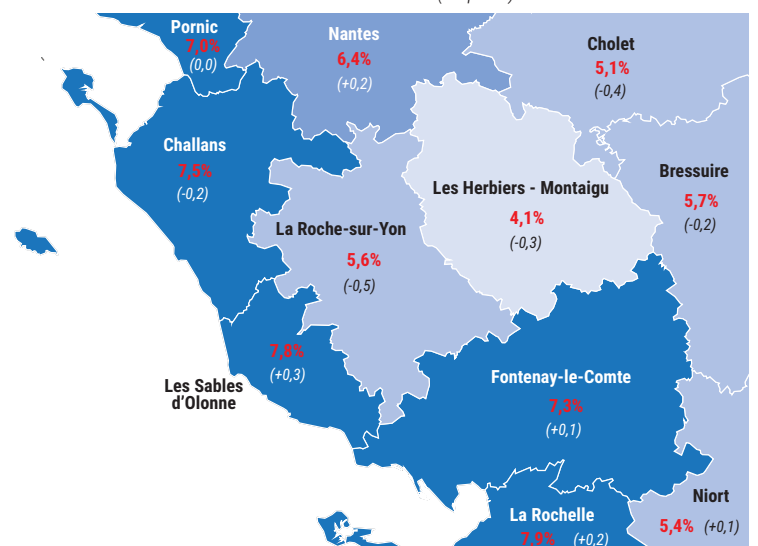 Pornic
7,0%
(0,0)
Nantes
6,4%
(+0,2)
Cholet
5,1%
(-0,4)
Challans
7,5%
(-0,2)
Bressuire
5,7%
(-0,2)
Les Herbiers - Montaigu
4,1%
(-0,3)
La Roche-sur-Yon
5,6%
(-0,5)
7,8%
(+0,3)
Les Sables
d'Olonne
Fontenay-le-Comte
7,3%
(+0,1)
Niort
5,4% (+0,1)
La Rochelle
7,9% (+0,2)